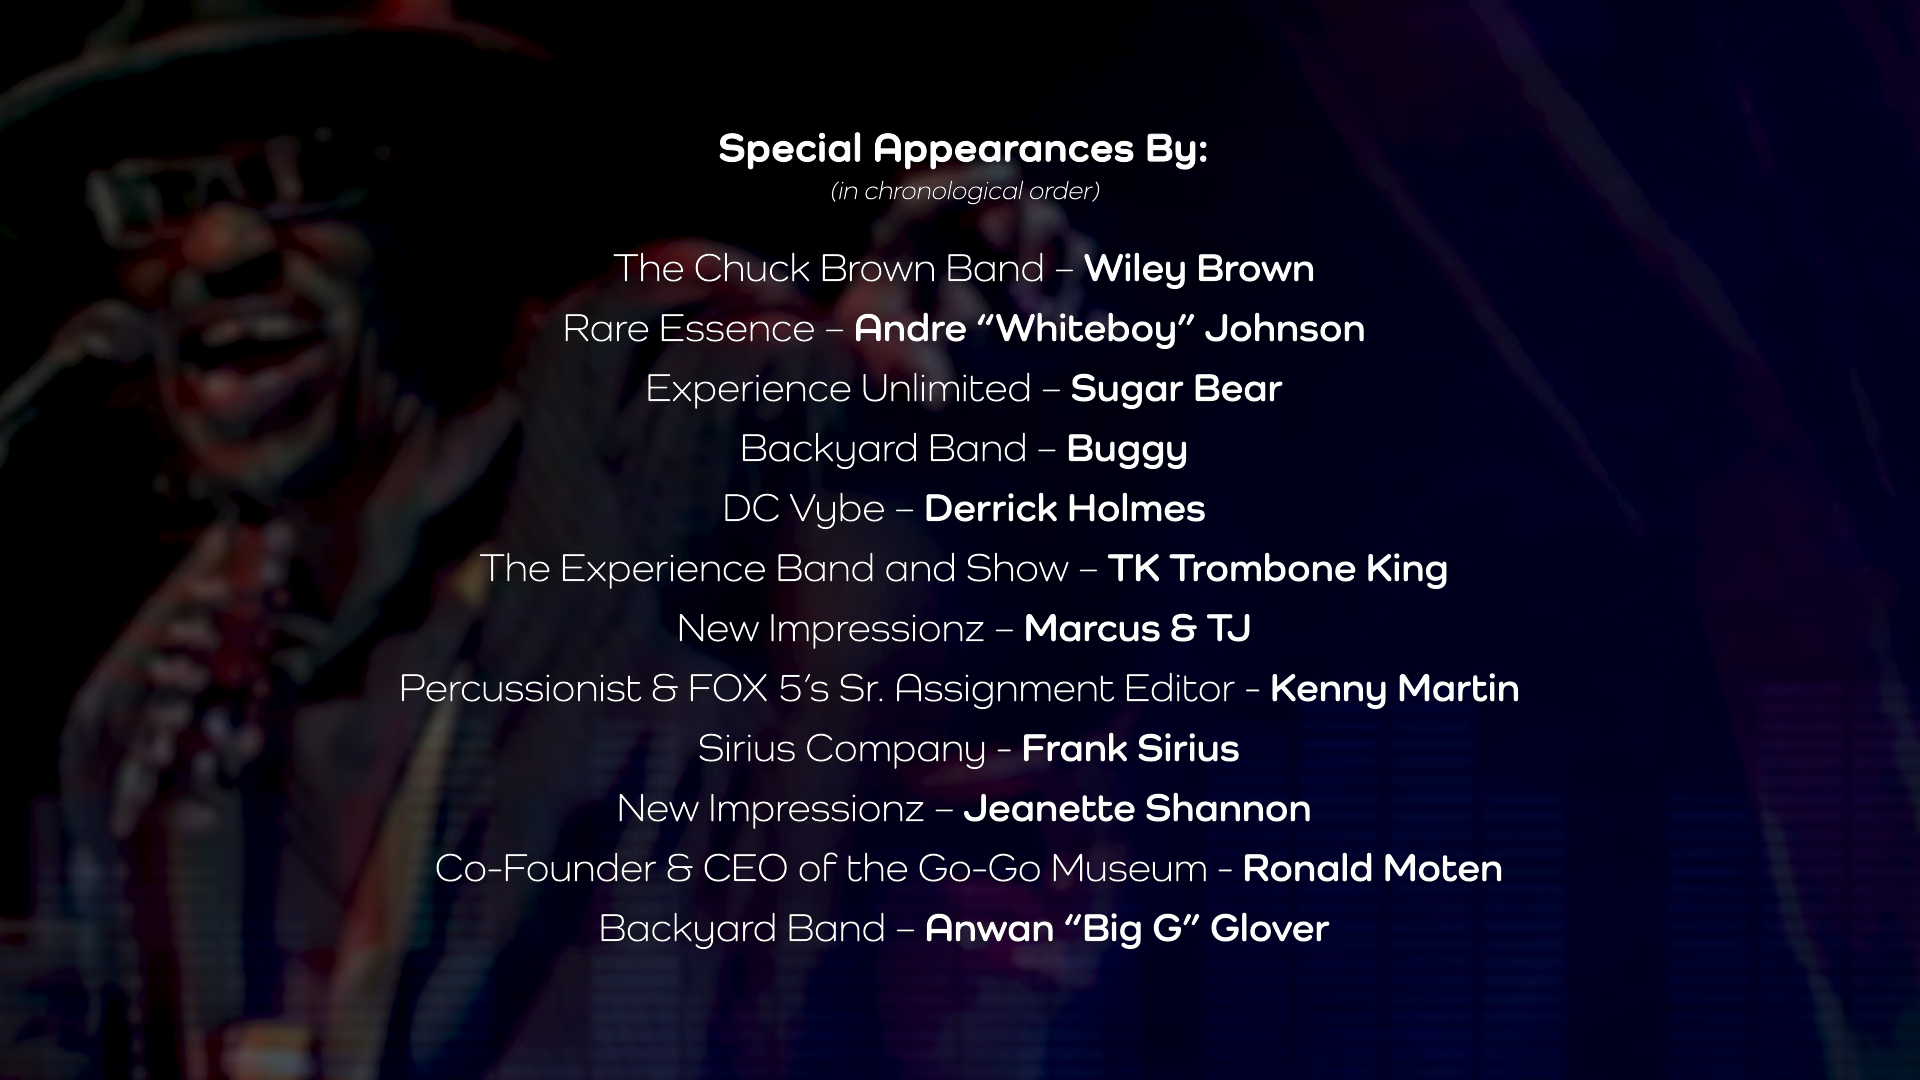 Special Appearances By:
(in chronological order)
The Chuck Brown Band – Wiley Brown
Rare Essence – Andre “Whiteboy” Johnson
Experience Unlimited – Sugar Bear
Backyard Band – Buggy
DC Vybe – Derrick Holmes
The Experience Band and Show – TK Trombone King
New Impressionz – Marcus & TJ
Percussionist & FOX 5’s Sr. Assignment Editor - Kenny Martin
Sirius Company - Frank Sirius
New Impressionz – Jeanette Shannon
Co-Founder & CEO of the Go-Go Museum - Ronald Moten
Backyard Band – Anwan “Big G” Glover